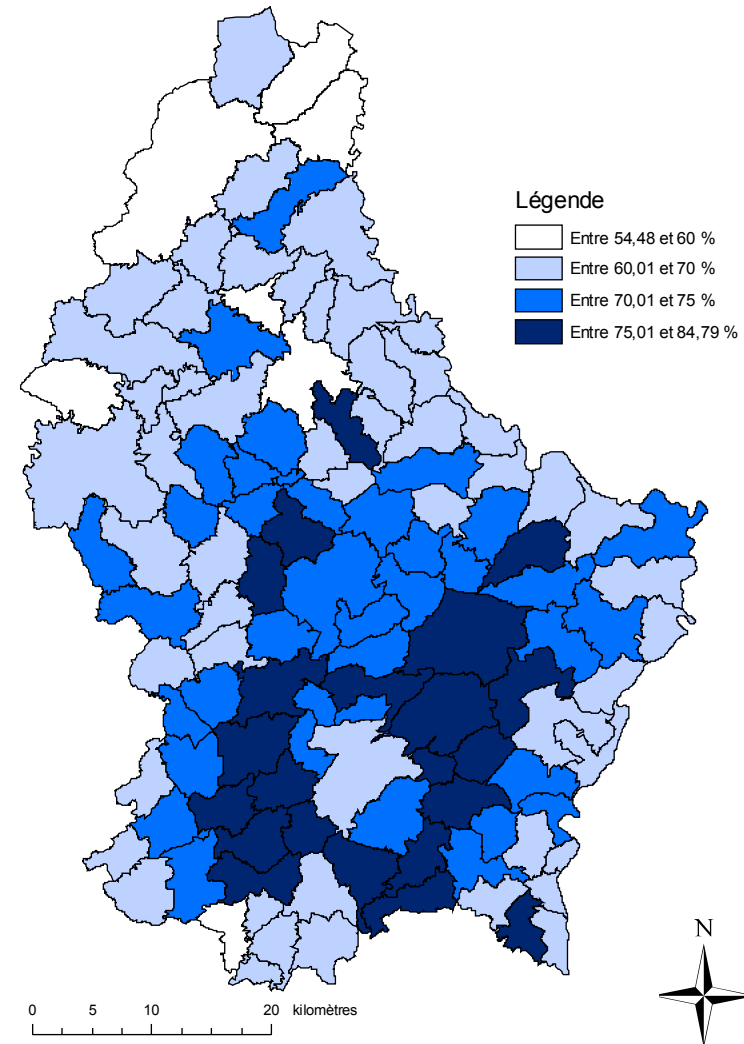 Légende
Entre 54,48 et 60 %
Entre 60,01 et 70 %
Entre 70,01 et 75 %
Entre 75,01 et 84,79 %
N
0 5 10 20 kilomètres